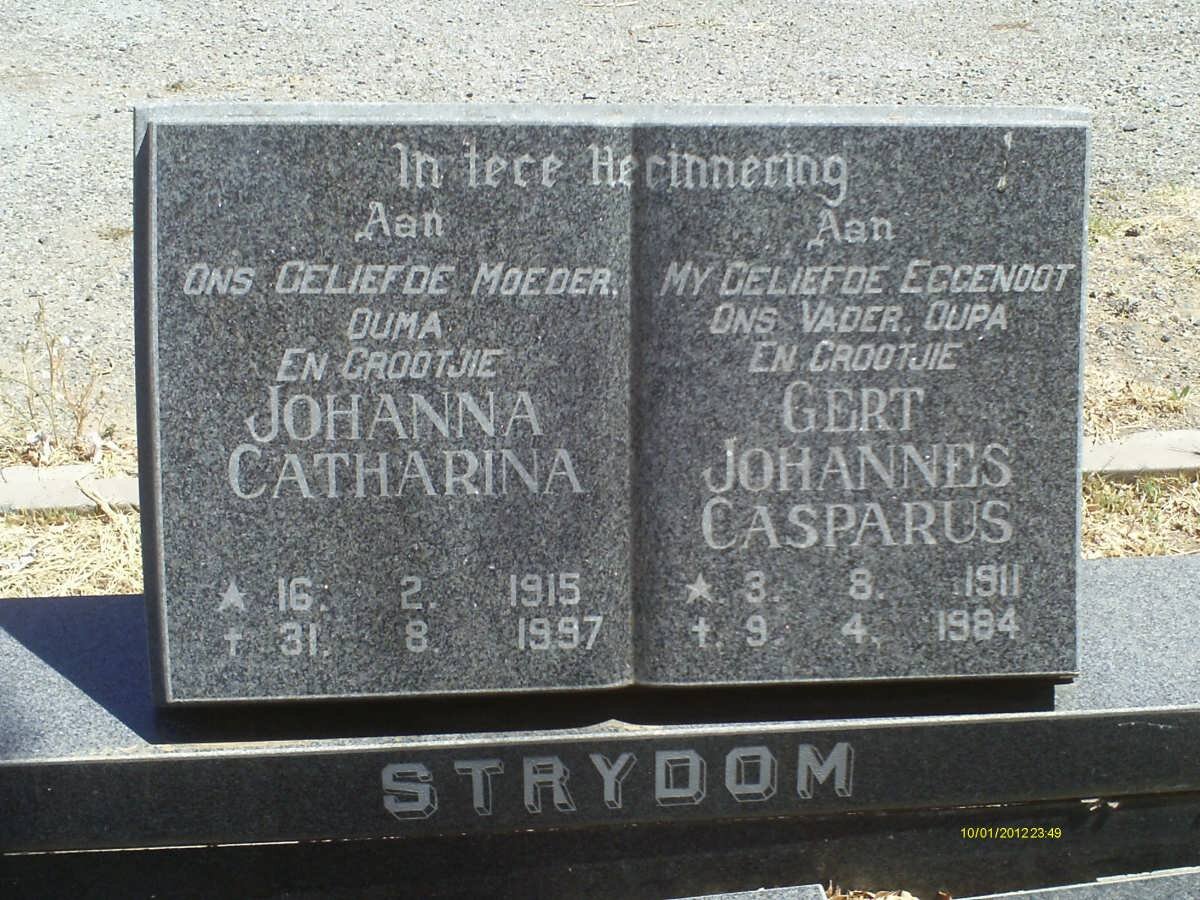 In tere Herinnering
Aan
ONS GELIEFDE MOEDER,
OUMA
EN GROOTJIE
JOHANNA
CATHARINA
★ 16. 2. 1915
† 31. 8. 1997
Aan
MY GELIEFDE EGGENOOT
ONS VADER, OUPA
EN GROOTJIE
GERT
JOHANNES
CASPARUS
★. 3. 8. 1911
†. 9. 4. 1984
STRYDOM
10/01/2012 23:49